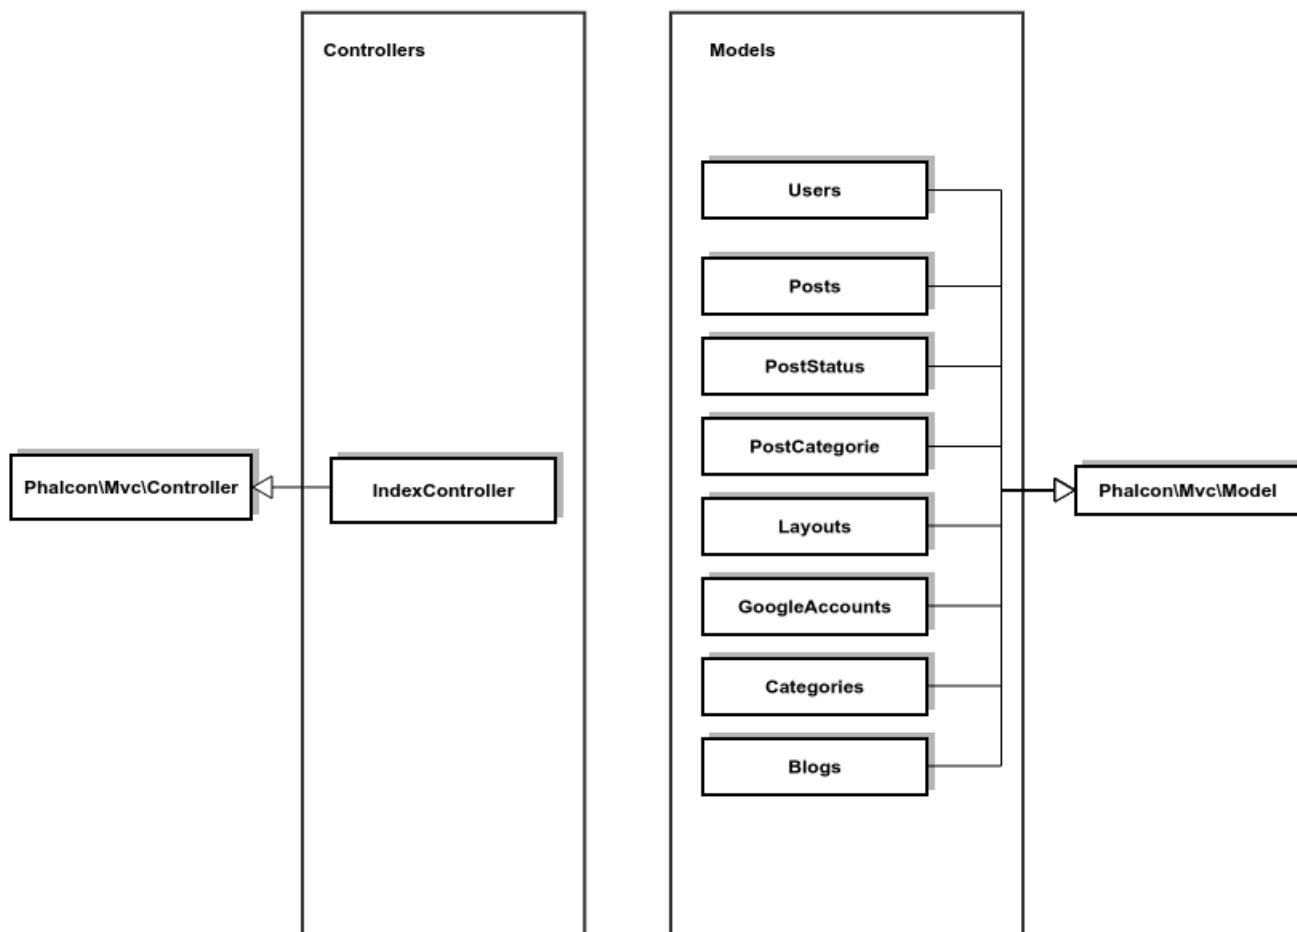 Controllers
Models
Users
Posts
PostStatus
PostCategorie
Phalcon\Mvc\Controller
IndexController
Phalcon\Mvc\Model
Layouts
GoogleAccounts
Categories
Blogs